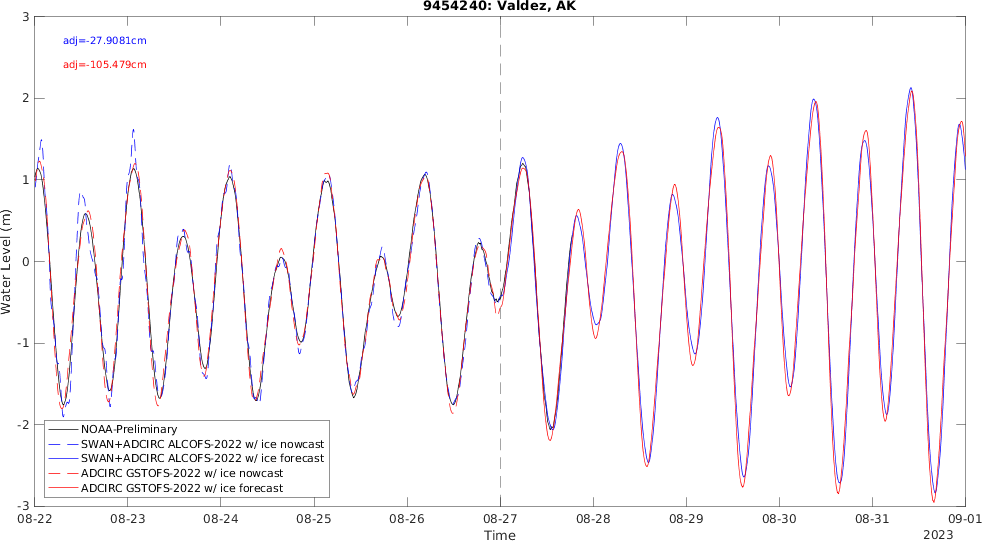 9454240: Valdez, AK
adj=-27.9081cm
adj=-105.479cm
3
2
1
0
-1
-2
-3
Water Level (m)
NOAA-Preliminary
SWAN+ADCIRC ALCOFS-2022 w/ ice nowcast
SWAN+ADCIRC ALCOFS-2022 w/ ice forecast
ADCIRC GSTOFS-2022 w/ ice nowcast
ADCIRC GSTOFS-2022 w/ ice forecast
08-22 08-23 08-24 08-25 08-26 08-27 08-28 08-29 08-30 08-31 09-01
Time
2023